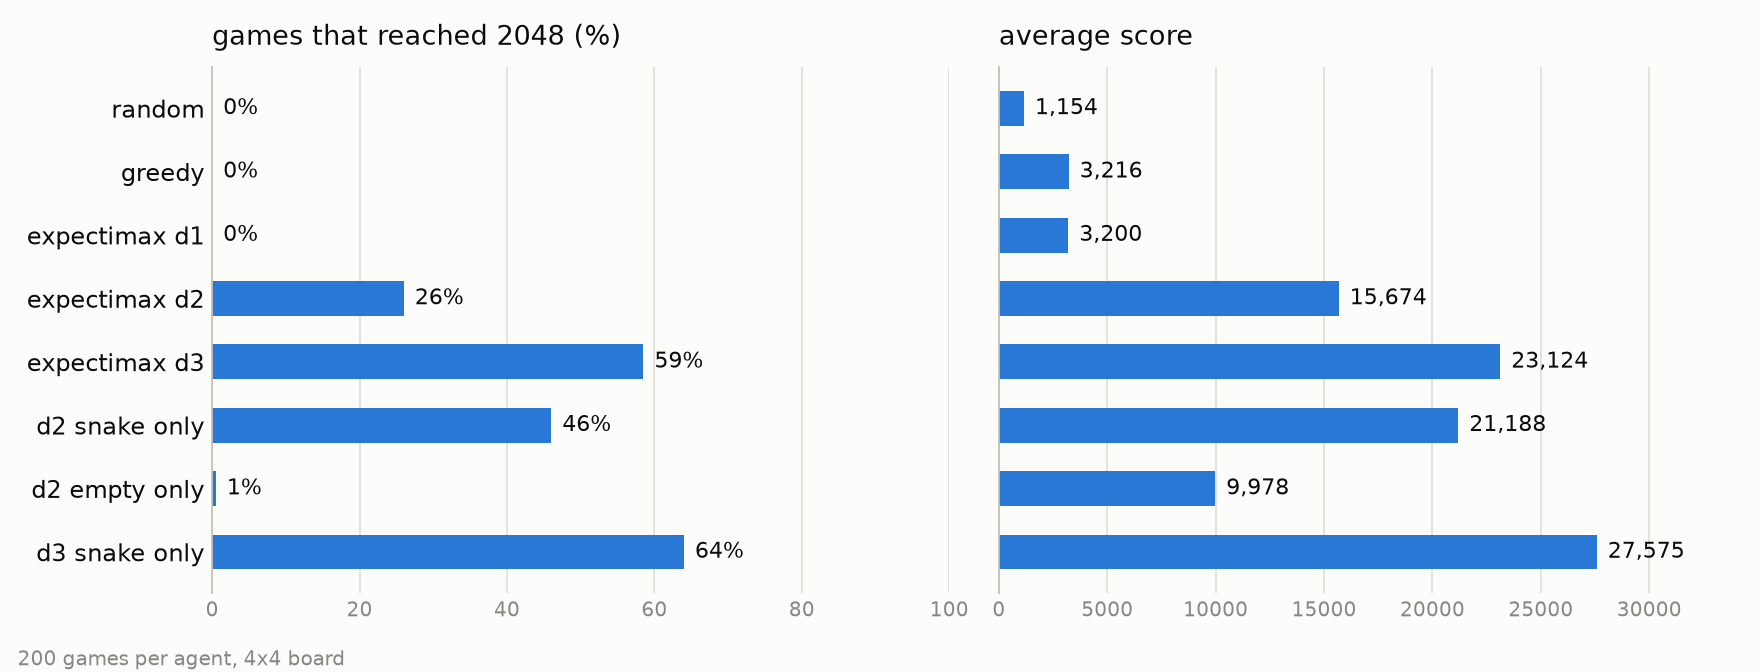 games that reached 2048 (%)
random 0%
greedy 0%
expectimax d1 0%
expectimax d2 26%
expectimax d3 59%
d2 snake only 46%
d2 empty only 1%
d3 snake only 64%
0 20 40 60 80 100
average score
1,154
3,216
3,200
15,674
23,124
21,188
9,978
27,575
0 5000 10000 15000 20000 25000 30000
200 games per agent, 4x4 board